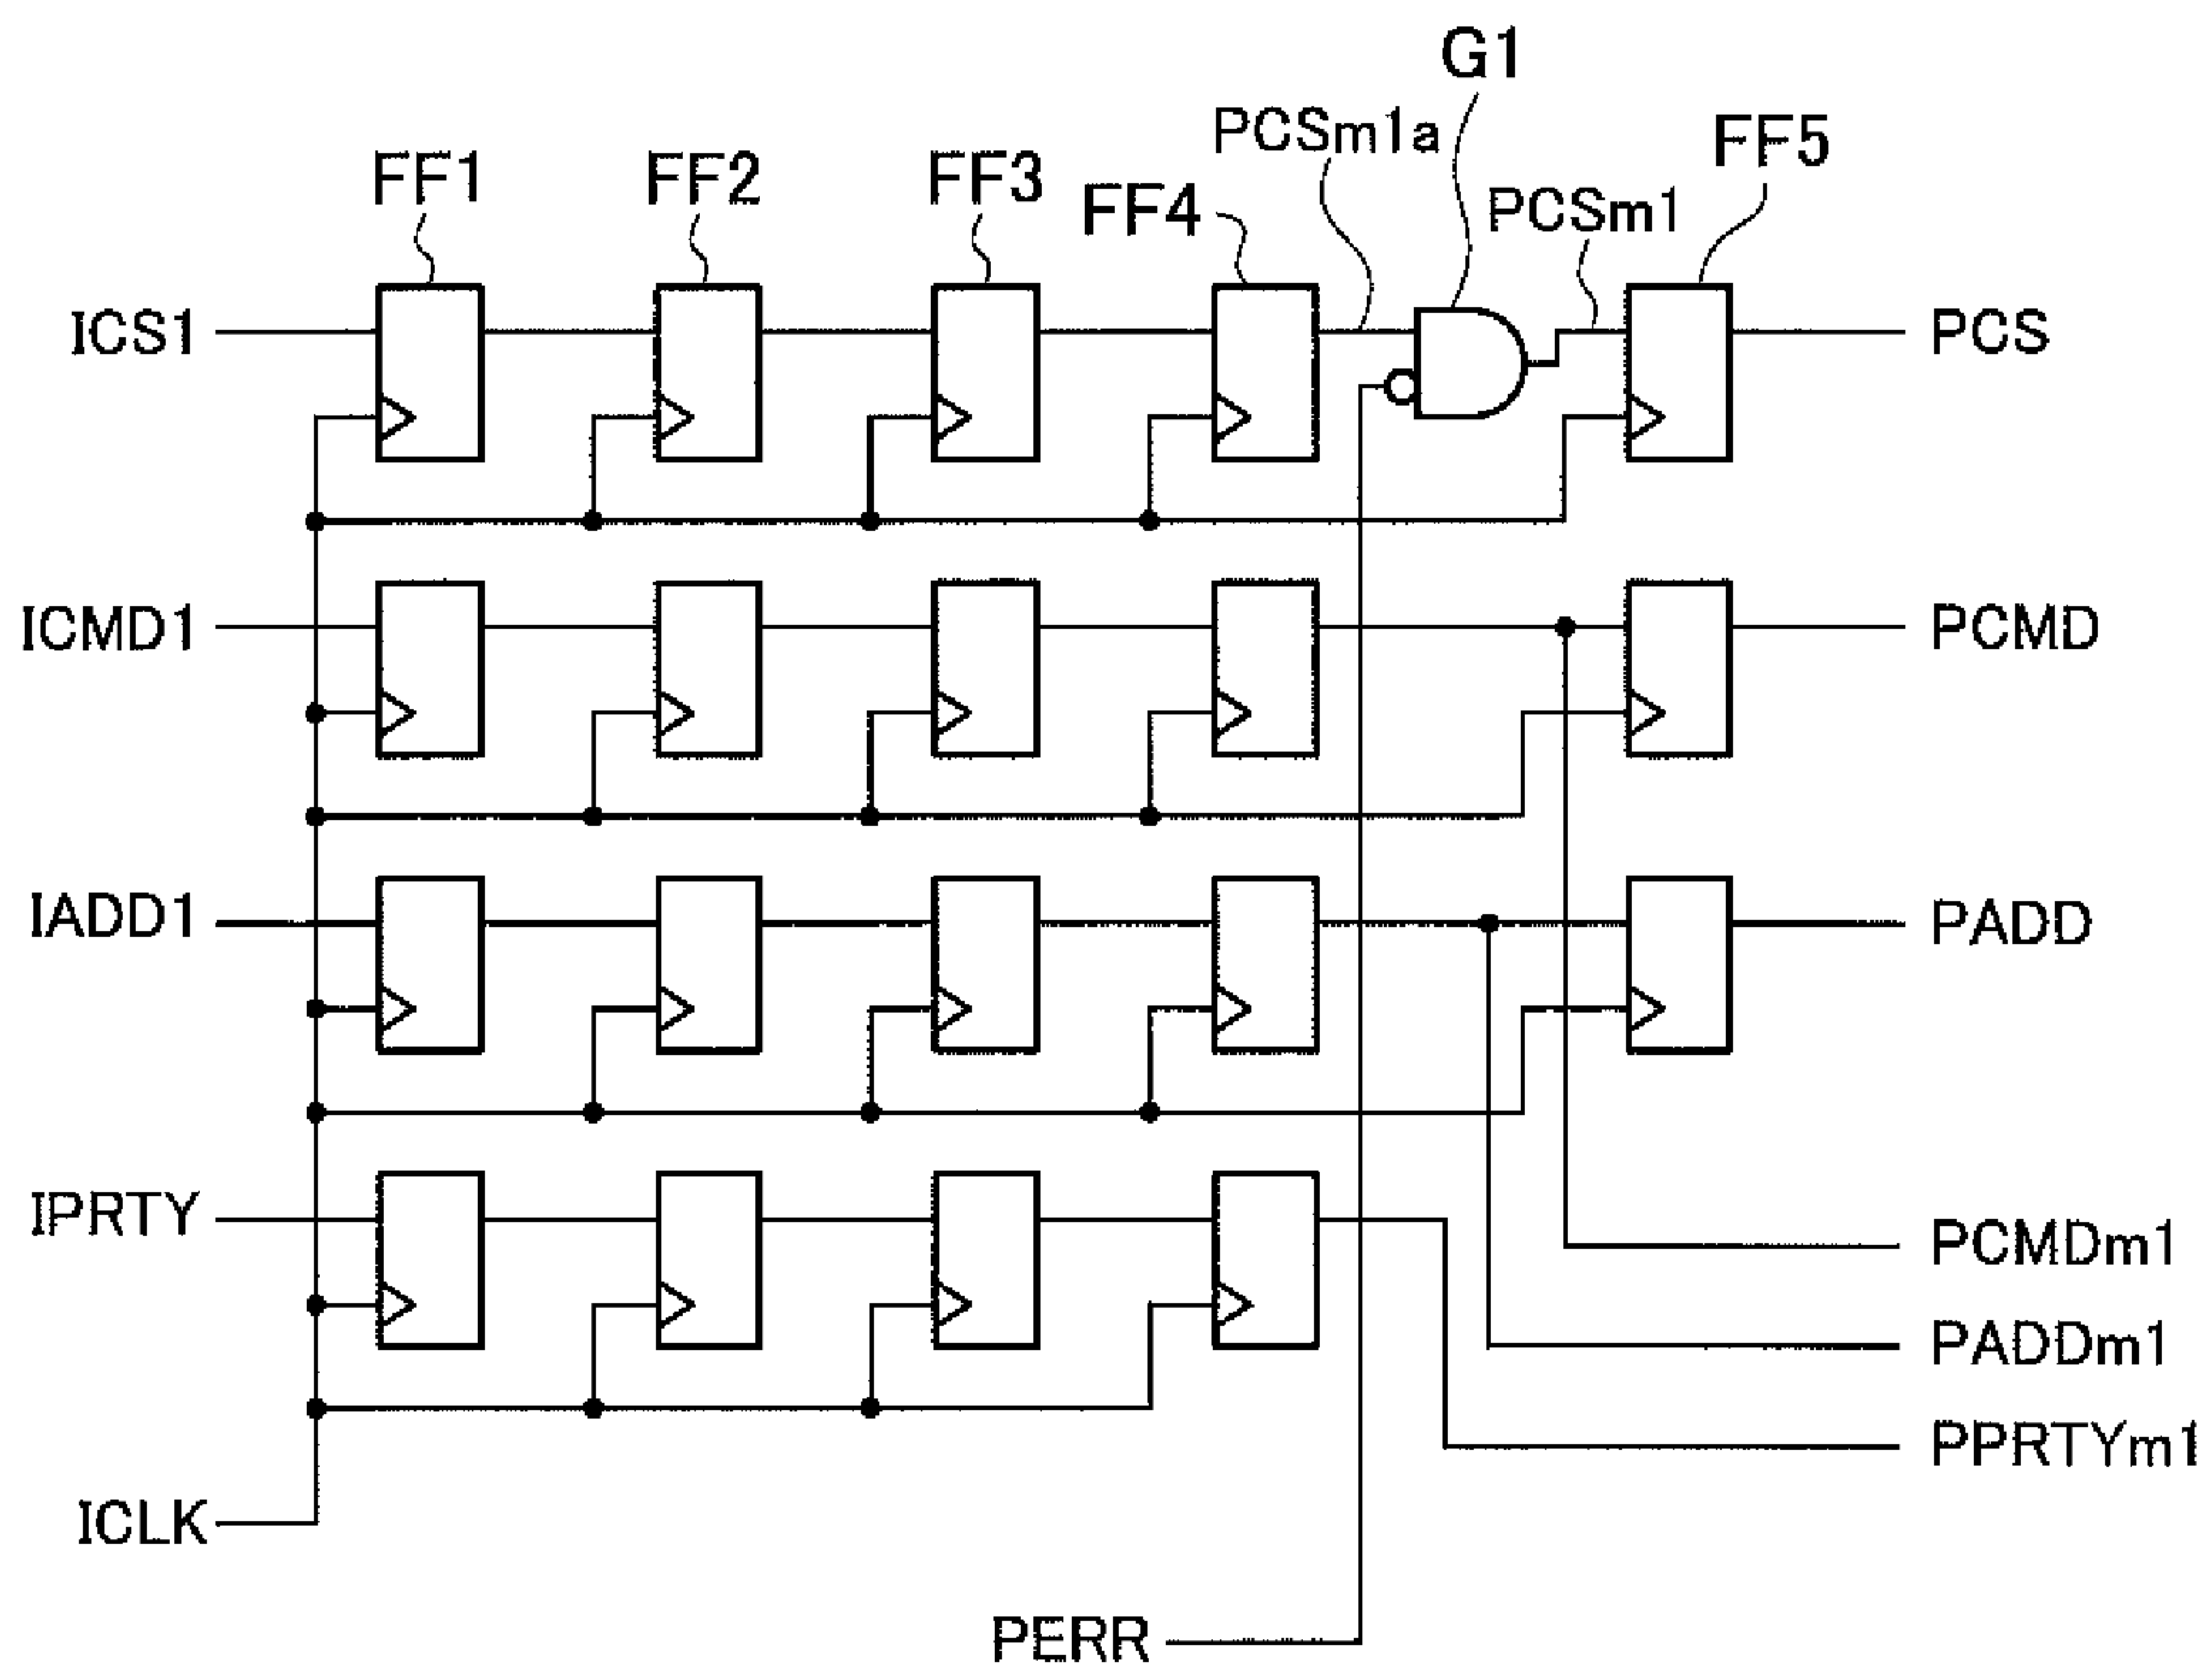 G1
PCSm1a
FF5
FF1
FF2
FF3
FF4
PCSm1
ICS1
PCS
ICMD1
PCMD
IADD1
PADD
IPRTY
PCMDm1
PADDm1
PPRTYm1
ICLK
PERR